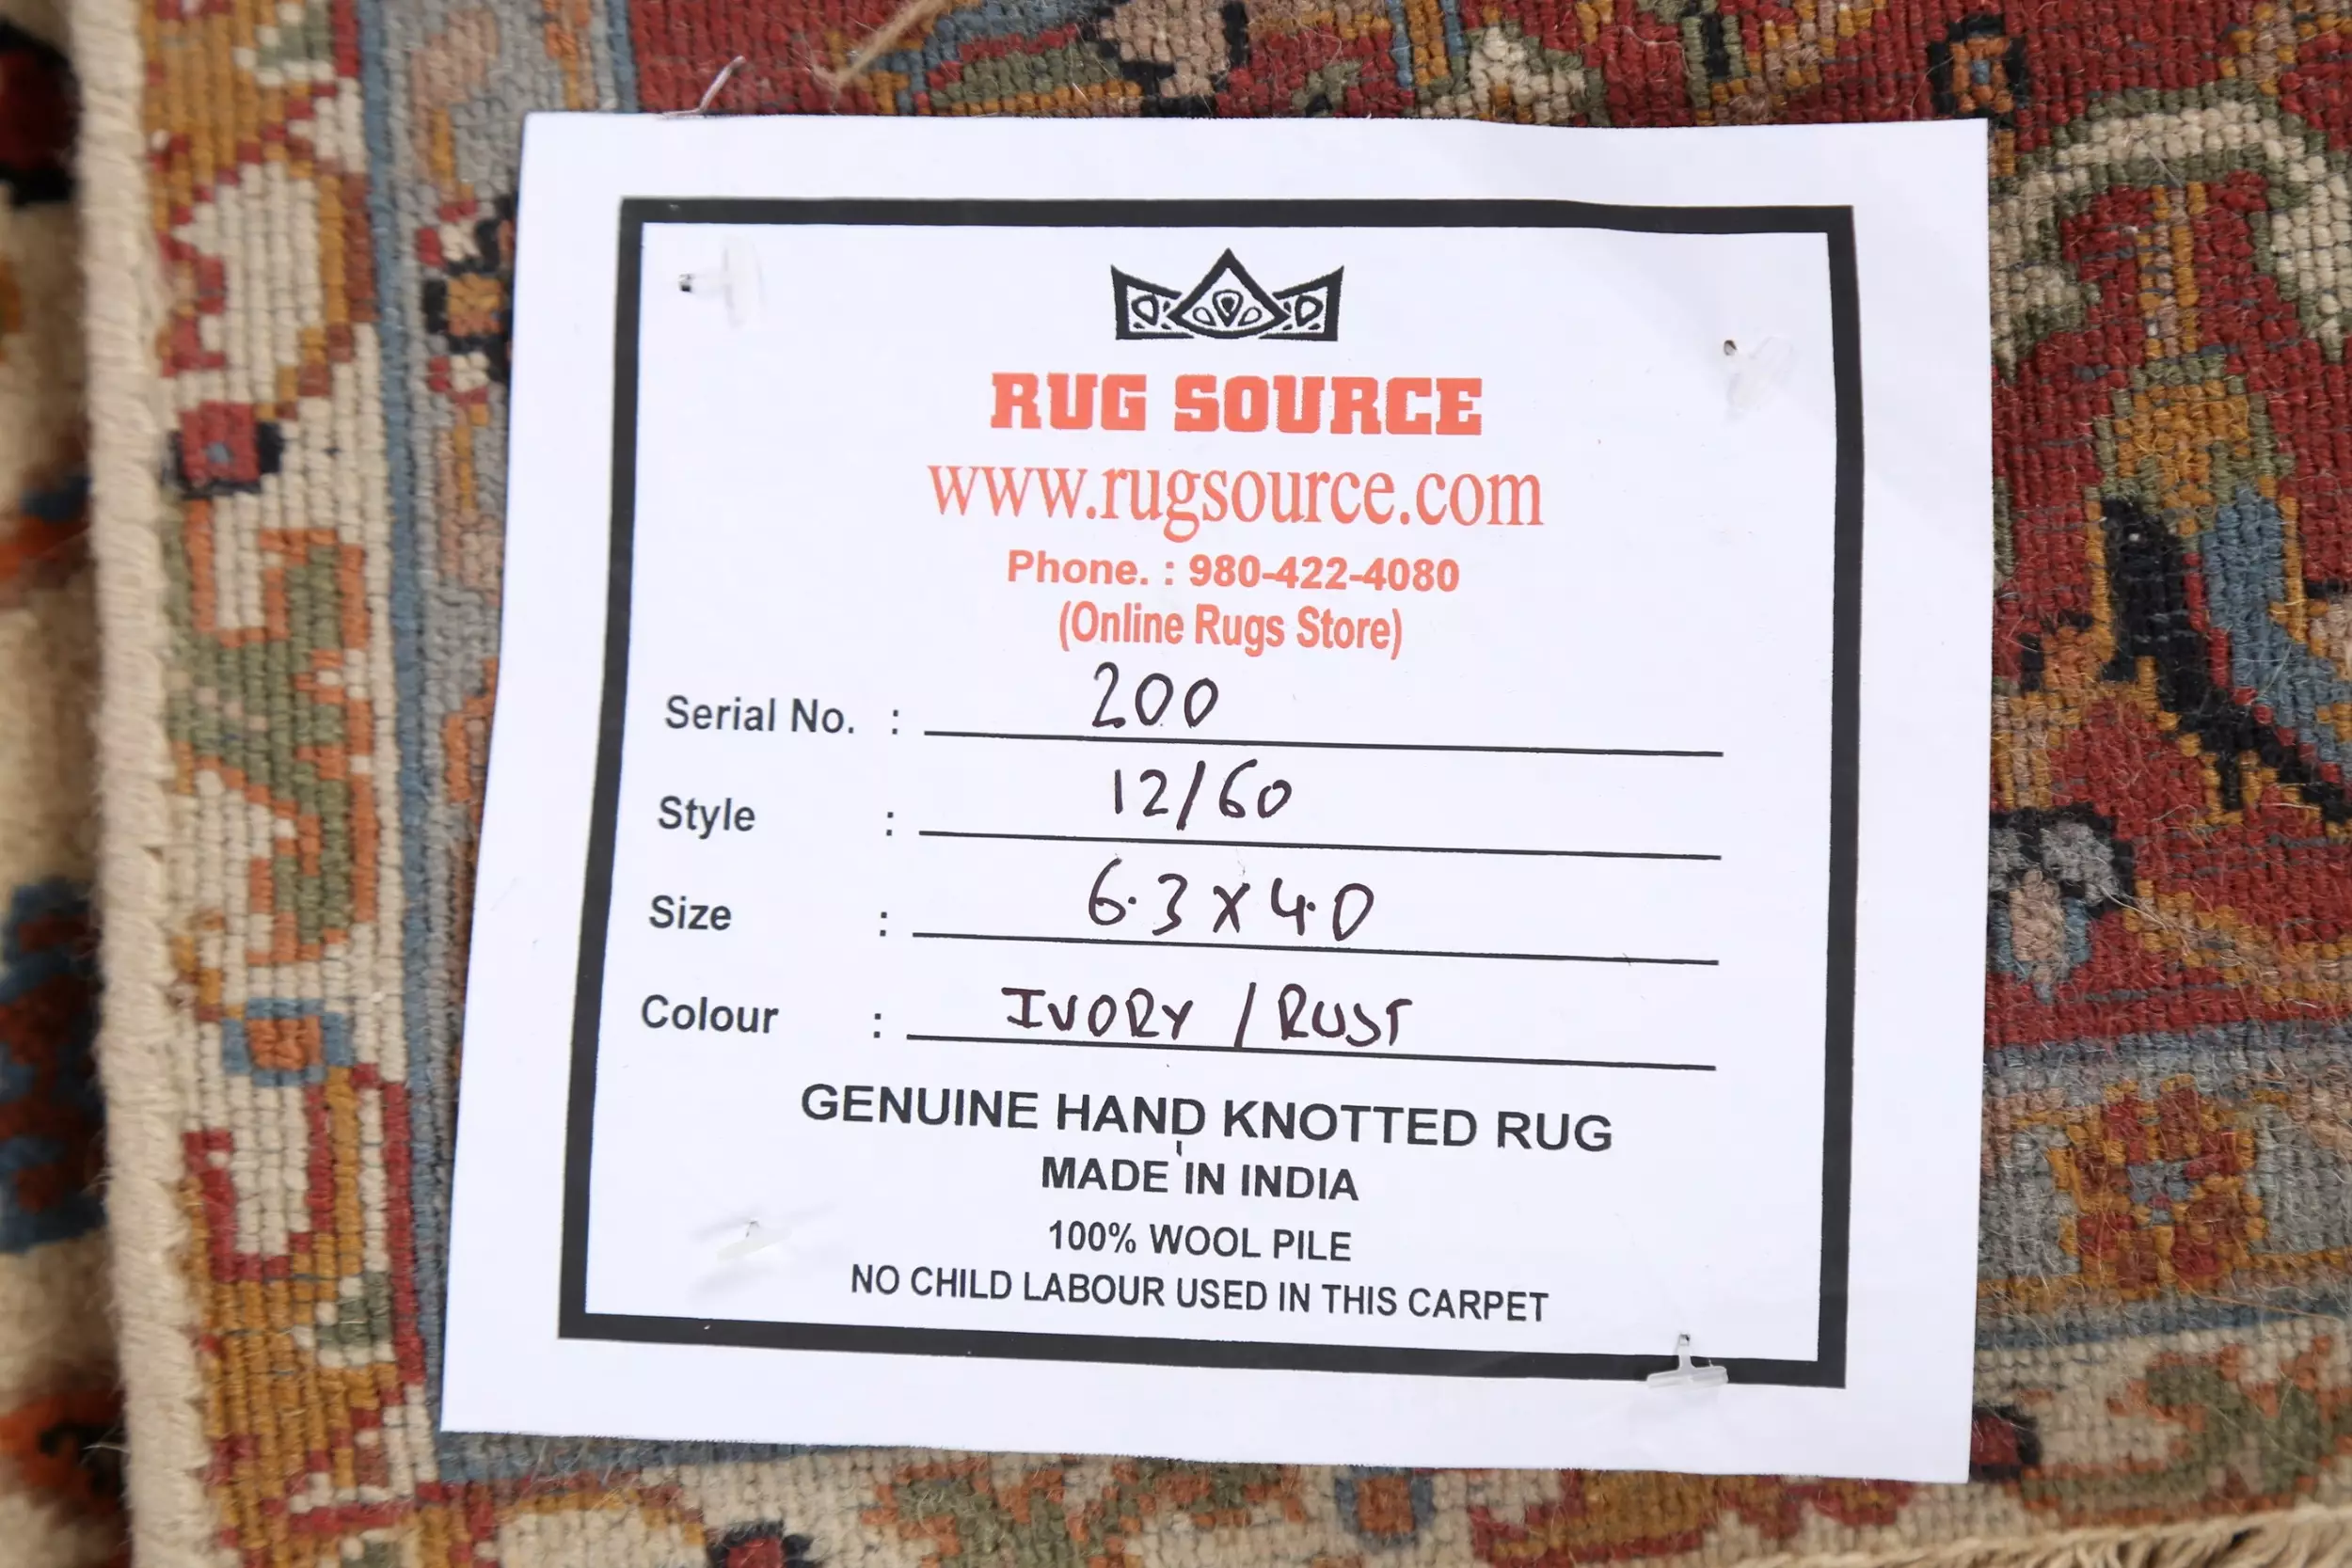 RUG SOURCE
www.rugsource.com
Phone. : 980-422-4080
(Online Rugs Store)
Serial No. : 200
Style : 12/60
Size : 6.3 X 4.0
Colour : IVORY / RUST
GENUINE HAND KNOTTED RUG
MADE IN INDIA
100% WOOL PILE
NO CHILD LABOUR USED IN THIS CARPET